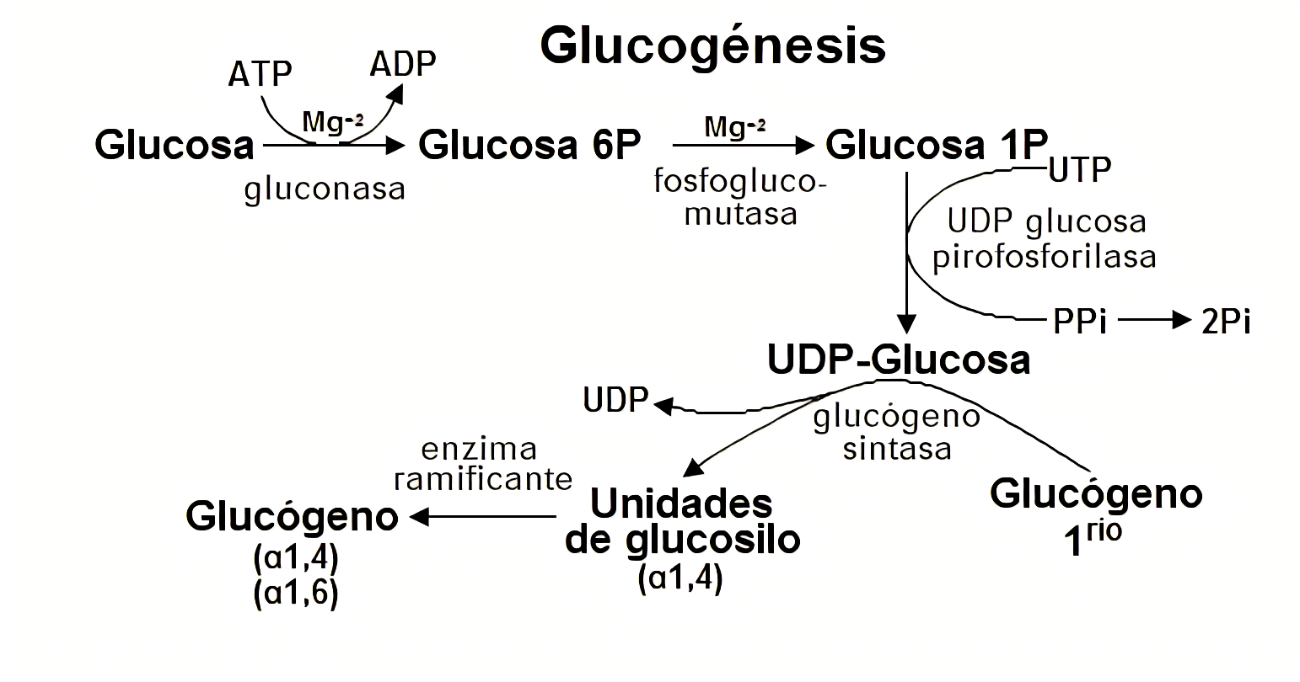 Glucogénesis
ATP
ADP
Mg-²
Glucosa
Glucosa 6P
Mg-²
Glucosa 1P
gluconasa
fosfogluco-
mutasa
UTP
UDP glucosa
pirofosforilasa
PPi
2Pi
UDP-Glucosa
UDP
glucógeno
sintasa
enzima
ramificante
Glucógeno
1rio
Unidades
de glucosilo
(α1,4)
Glucógeno
(α1,4)
(α1,6)